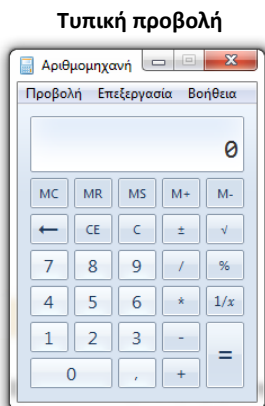 Τυπική προβολή
Αριθμομηχανή
Προβολή Επεξεργασία Βοήθεια
0
MC MR MS M+ M-
← CE C ± √
7 8 9 / %
4 5 6 * 1/x
1 2 3 - =
0 , +